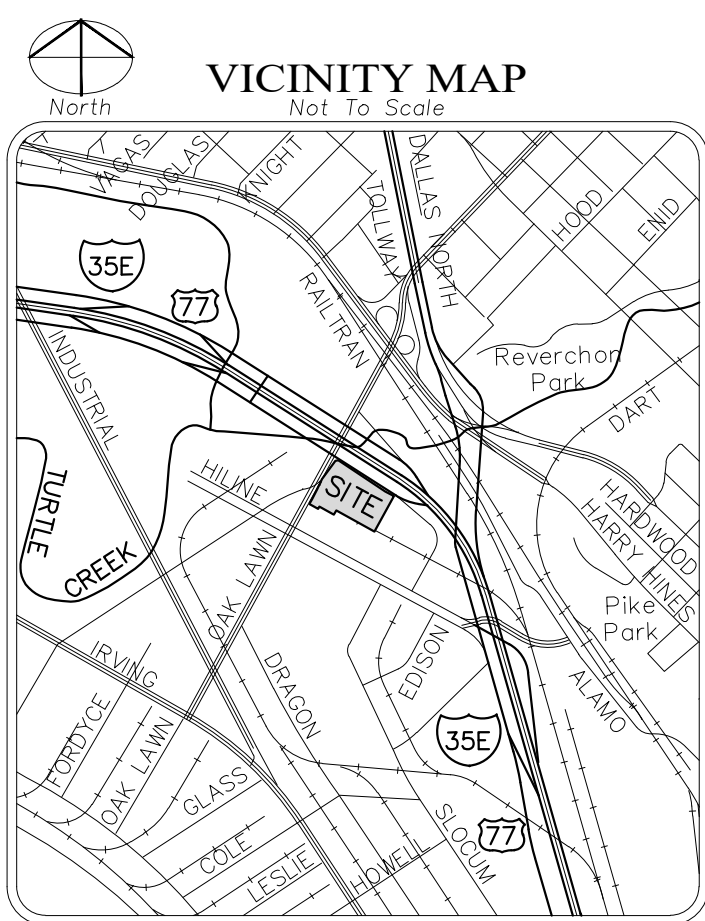 VICINITY MAP
North
Not To Scale
VAGAS
DOUGLAS
KNIGHT
TOLLWAY
DALLAS NORTH
HOOD
ENID
35E
77
RAILTRAN
INDUSTRIAL
Reverchon
Park
DART
TURTLE
CREEK
HILINE
SITE
OAK LAWN
HARDWOOD
HARRY HINES
Pike
Park
IRVING
EDISON
DRAGON
ALAMO
FORDYCE
OAK LAWN
35E
GLASS
SLOCUM
77
COLE
LESLIE
HOWELL